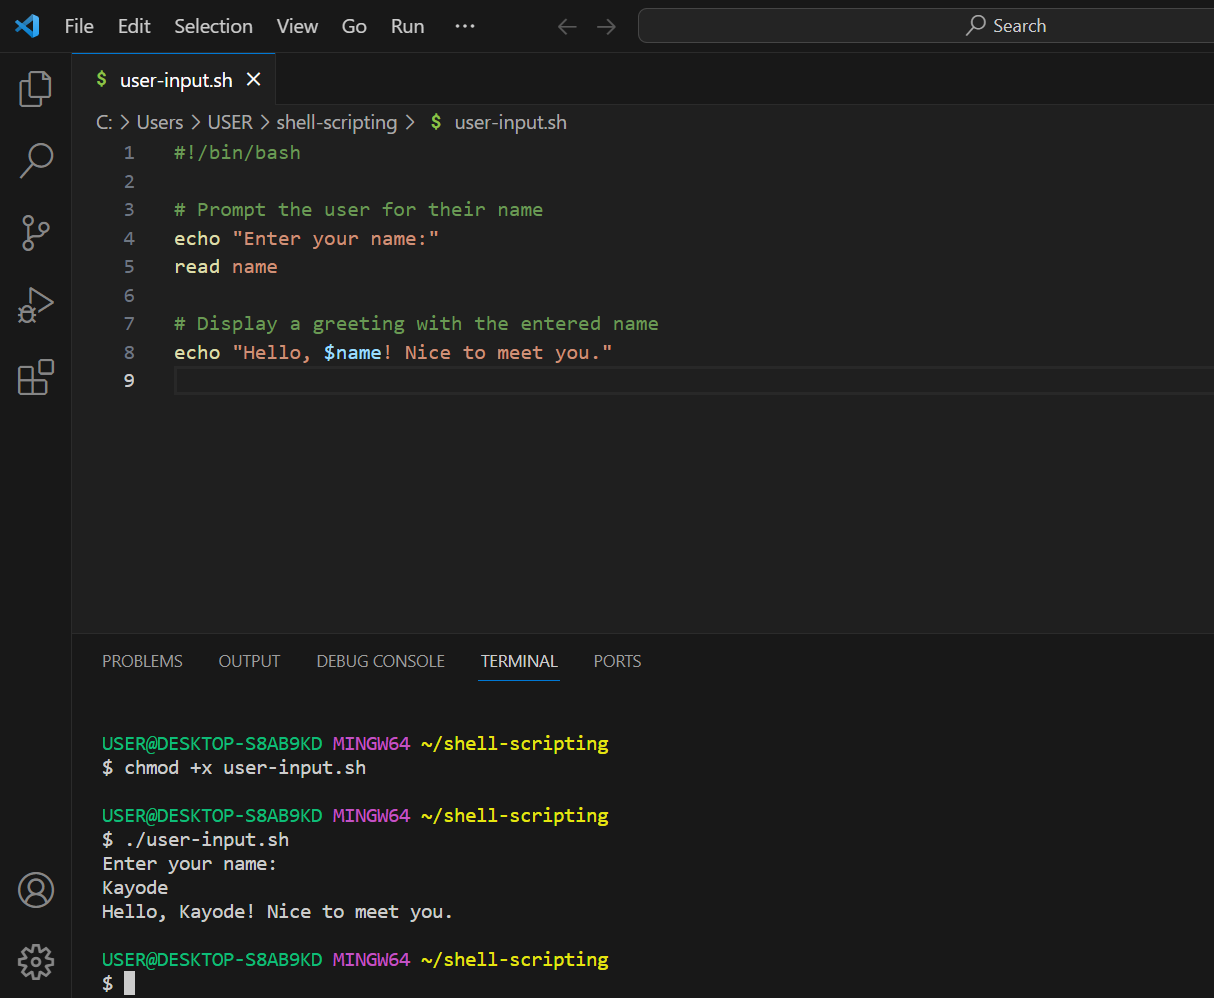 File Edit Selection View Go Run ··· Search
$ user-input.sh
C: > Users > USER > shell-scripting > $ user-input.sh
1 #!/bin/bash
2
3 # Prompt the user for their name
4 echo "Enter your name:"
5 read name
6
7 # Display a greeting with the entered name
8 echo "Hello, $name! Nice to meet you."
9
PROBLEMS OUTPUT DEBUG CONSOLE TERMINAL PORTS
USER@DESKTOP-S8AB9KD MINGW64 ~/shell-scripting
$ chmod +x user-input.sh
USER@DESKTOP-S8AB9KD MINGW64 ~/shell-scripting
$ ./user-input.sh
Enter your name:
Kayode
Hello, Kayode! Nice to meet you.
USER@DESKTOP-S8AB9KD MINGW64 ~/shell-scripting
$